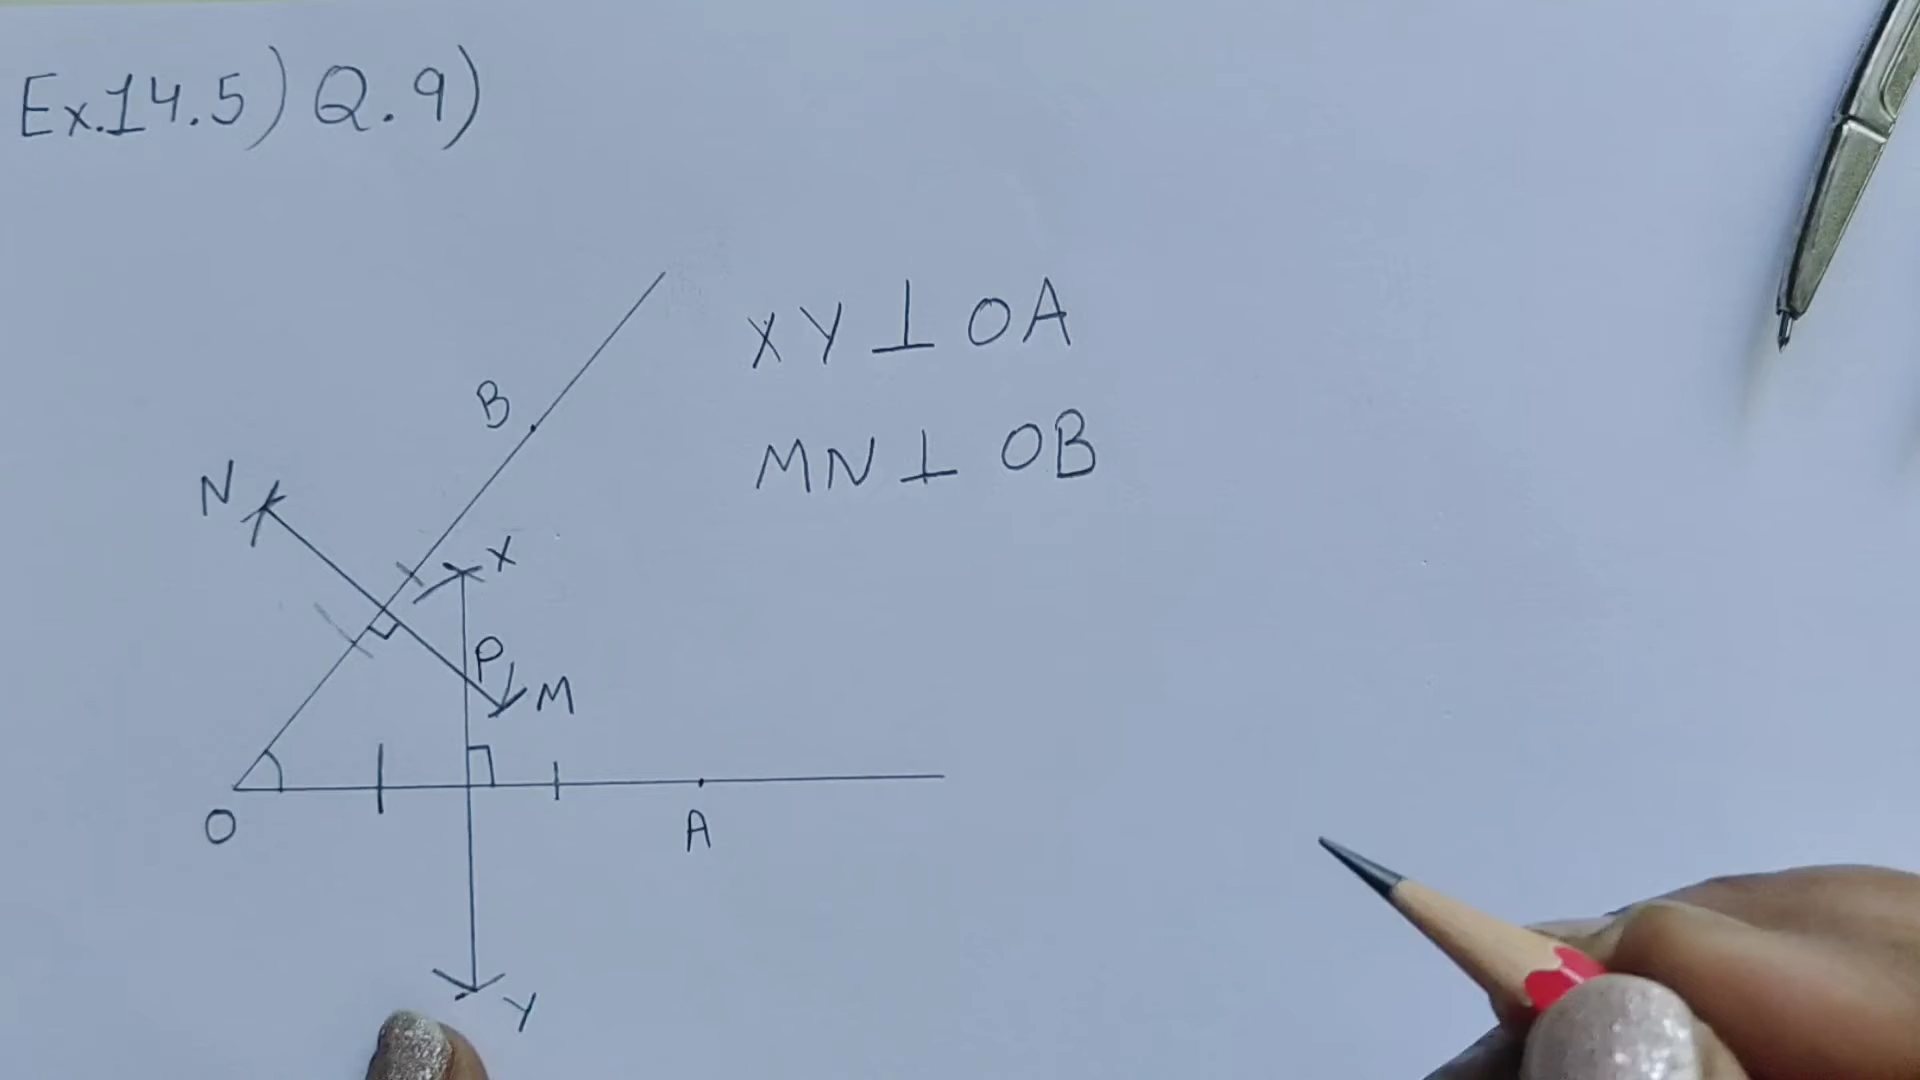 Ex.14.5) Q.9)
XY ⊥ OA
B
MN ⊥ OB
N
X
P
M
O
A
Y